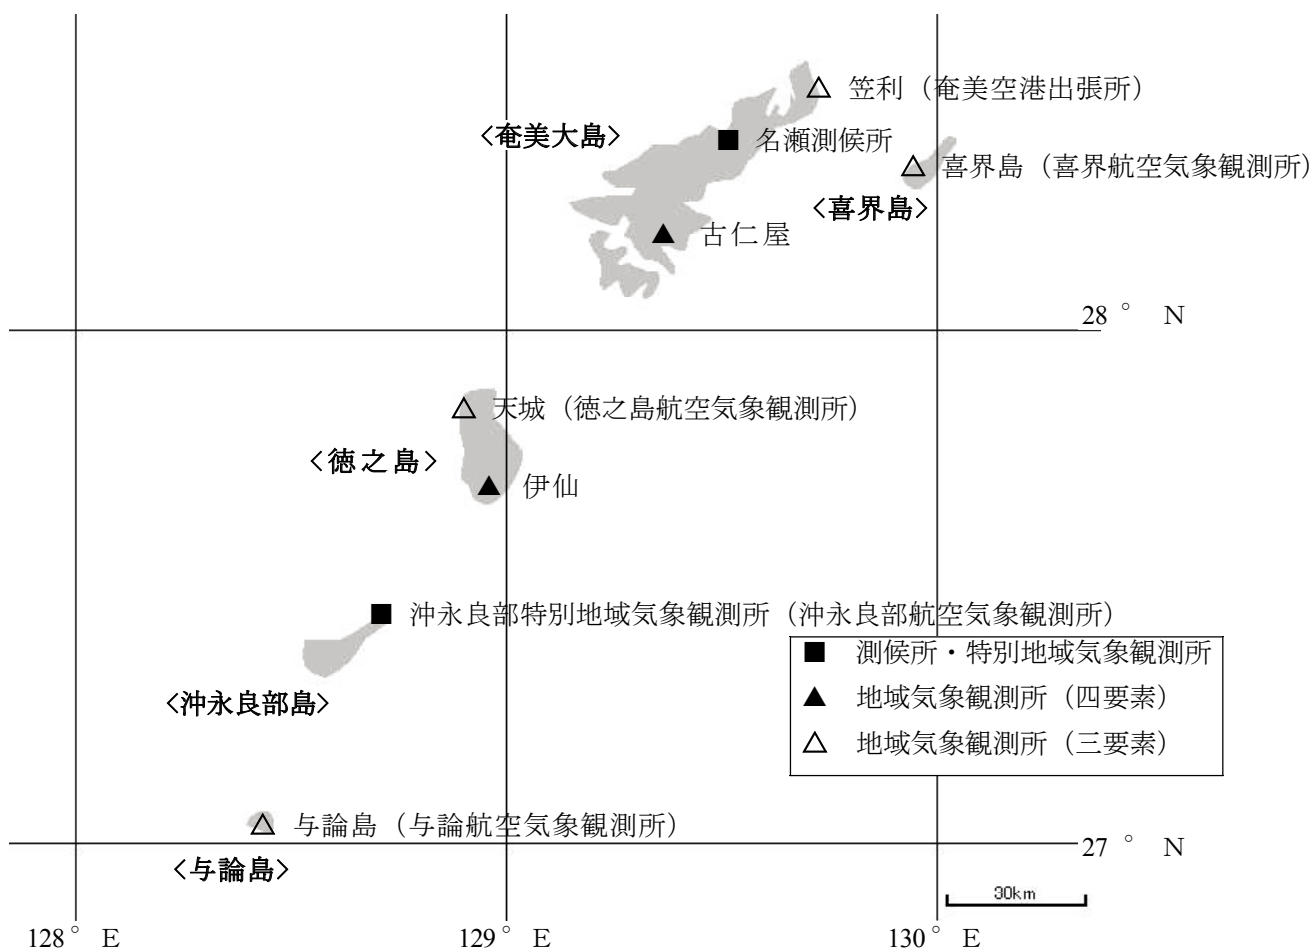 笠利（奄美空港出張所）
<奄美大島>
名瀬測候所
喜界島（喜界航空気象観測所）
<喜界島>
古仁屋
28° N
天城（徳之島航空気象観測所）
<徳之島>
伊仙
沖永良部特別地域気象観測所（沖永良部航空気象観測所）
測候所・特別地域気象観測所
<沖永良部島>
地域気象観測所（四要素）
地域気象観測所（三要素）
与論島（与論航空気象観測所）
27° N
<与論島>
30km
128° E
129° E
130° E